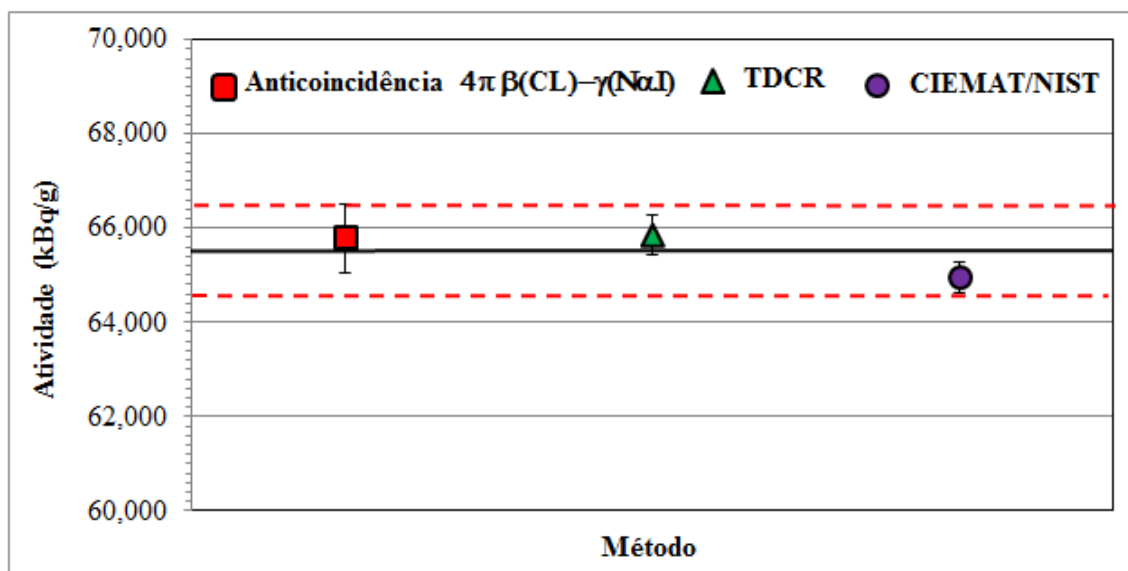 70,000
Anticoincidência 4π β(CL)–γ(NαI) TDCR CIEMAT/NIST
68,000
66,000
64,000
62,000
60,000
Atividade (kBq/g)
Método